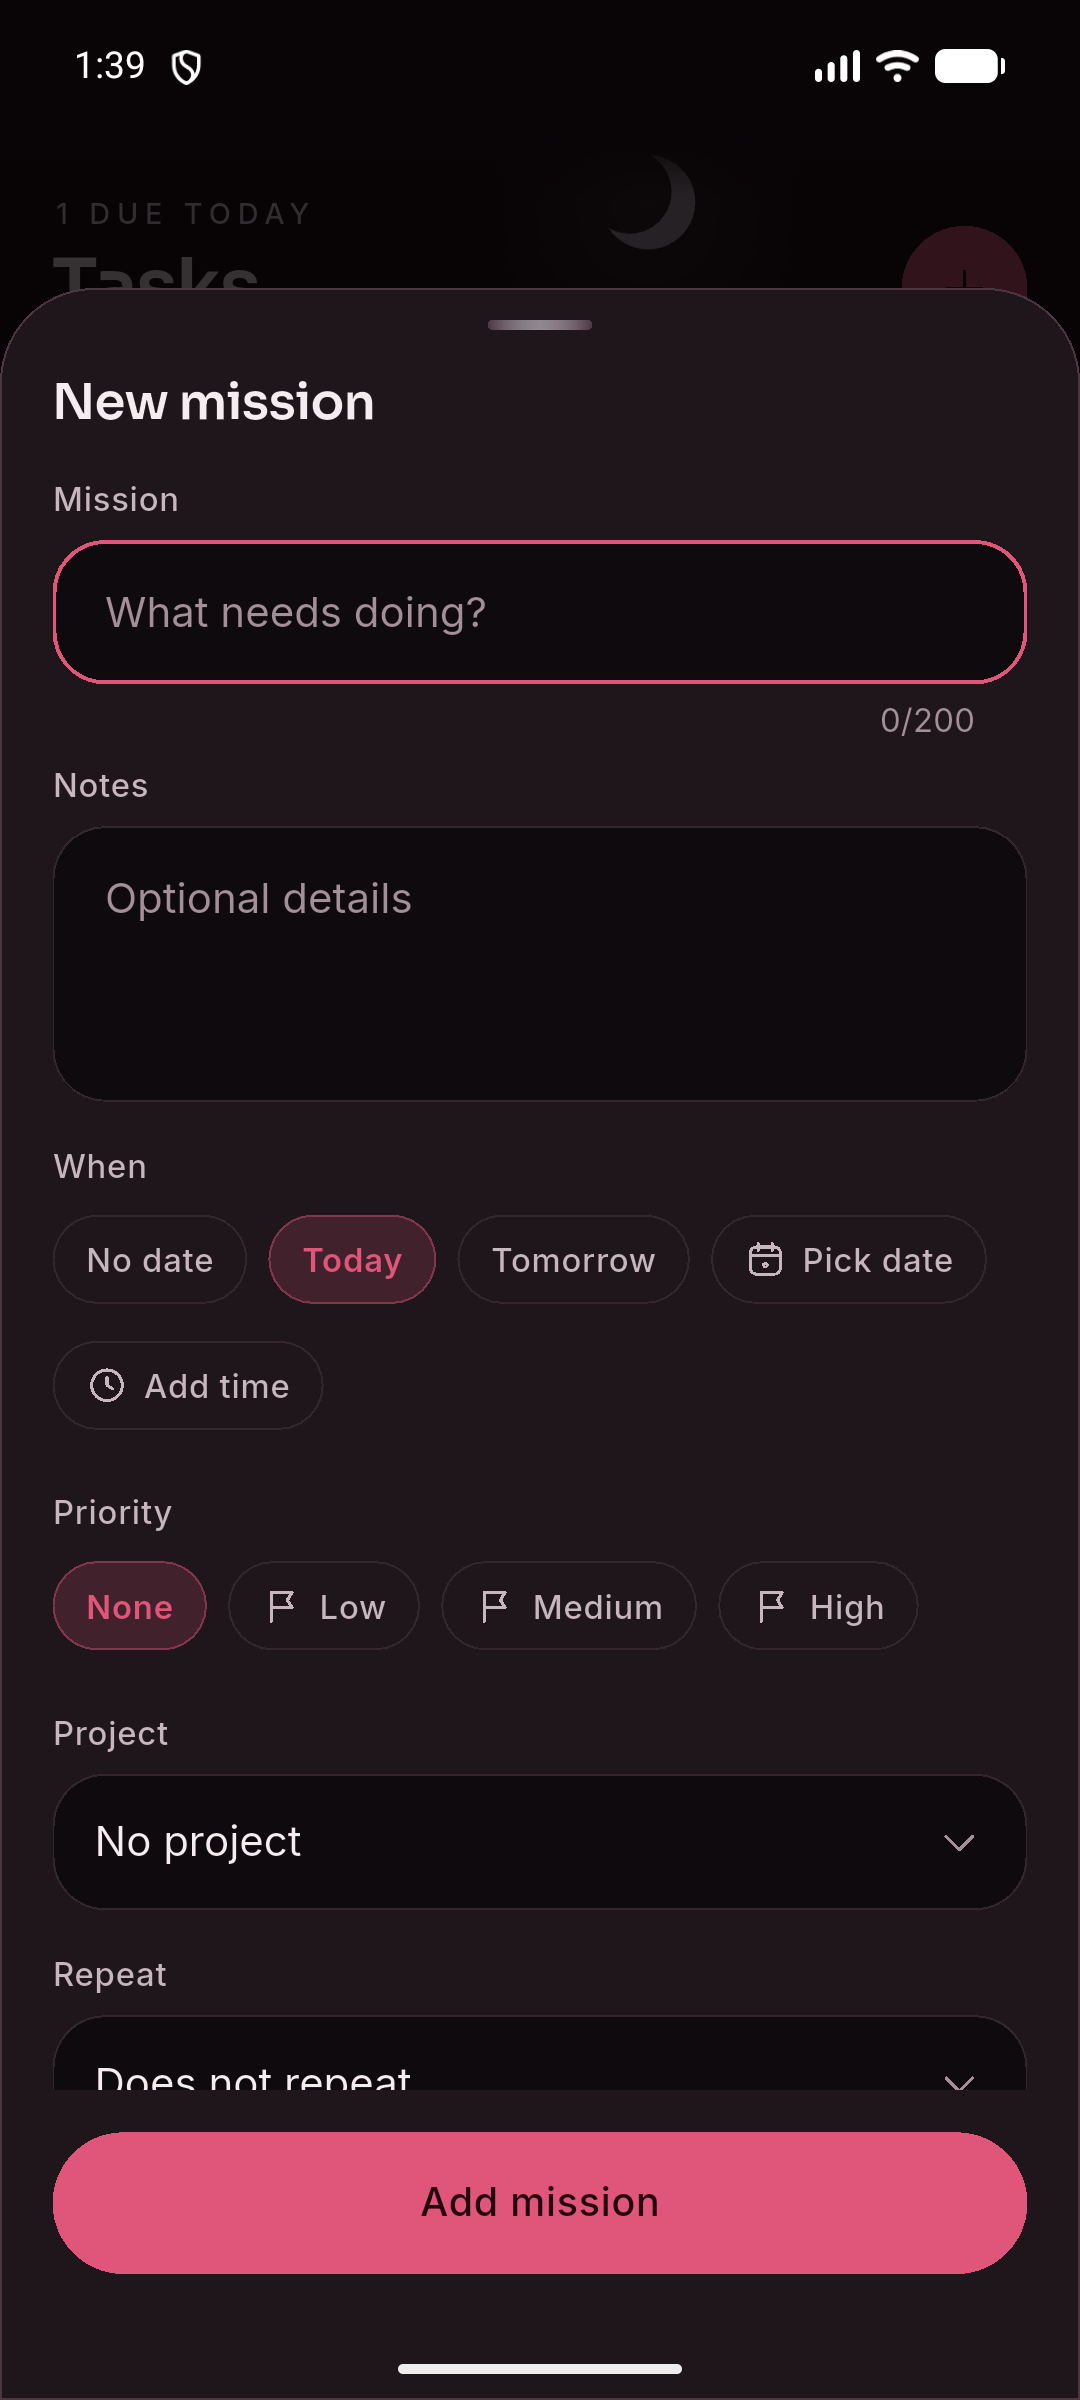 1:39
1 DUE TODAY
Tasks
New mission
Mission
What needs doing?
0/200
Notes
Optional details
When
No date Today Tomorrow Pick date
Add time
Priority
None Low Medium High
Project
No project
Repeat
Does not repeat
Add mission